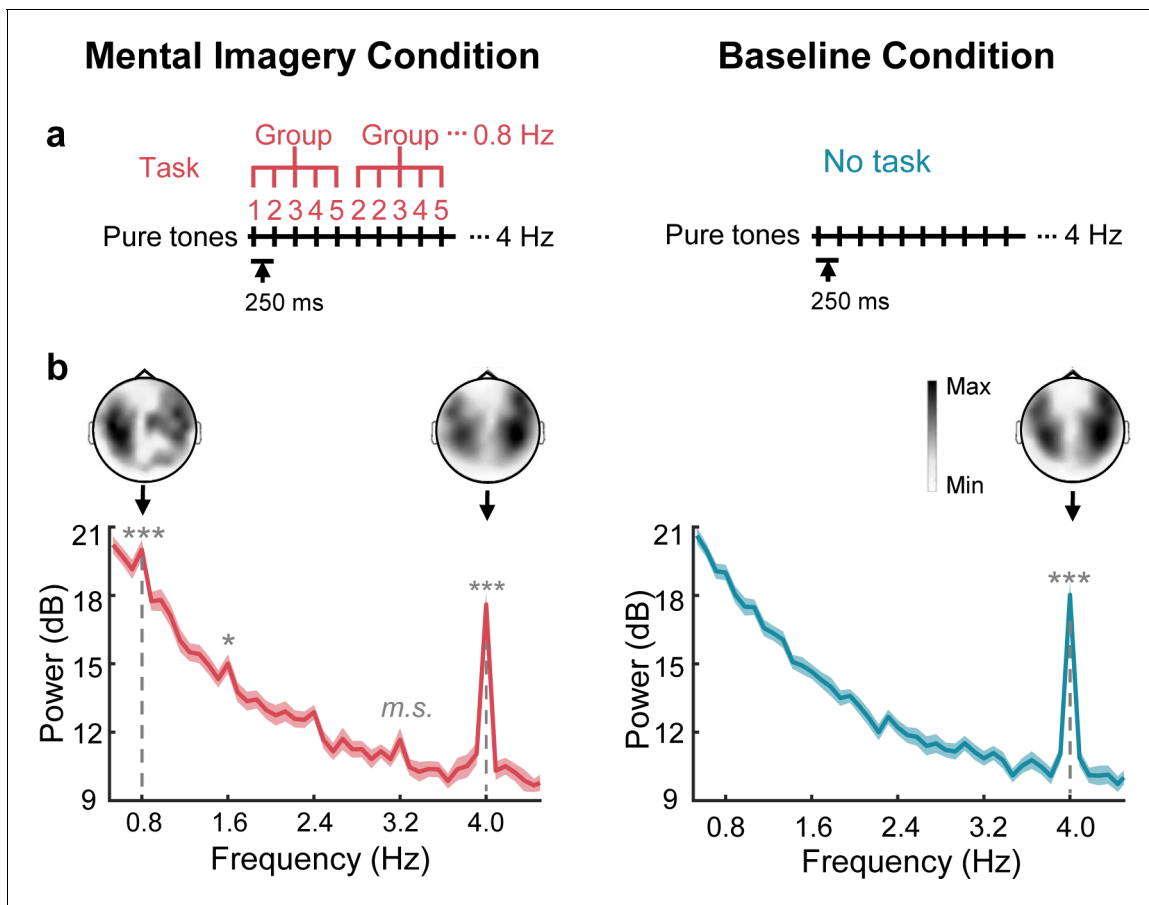 Mental Imagery Condition
Baseline Condition
a
Group Group ··· 0.8 Hz
Task
1 2 3 4 5 2 2 3 4 5
Pure tones ··· 4 Hz
250 ms
No task
Pure tones ··· 4 Hz
250 ms
b
Max
Min
21
18
15
12
9
Power (dB)
***
*
m.s.
***
0.8 1.6 2.4 3.2 4.0
Frequency (Hz)
21
18
15
12
9
Power (dB)
***
0.8 1.6 2.4 3.2 4.0
Frequency (Hz)